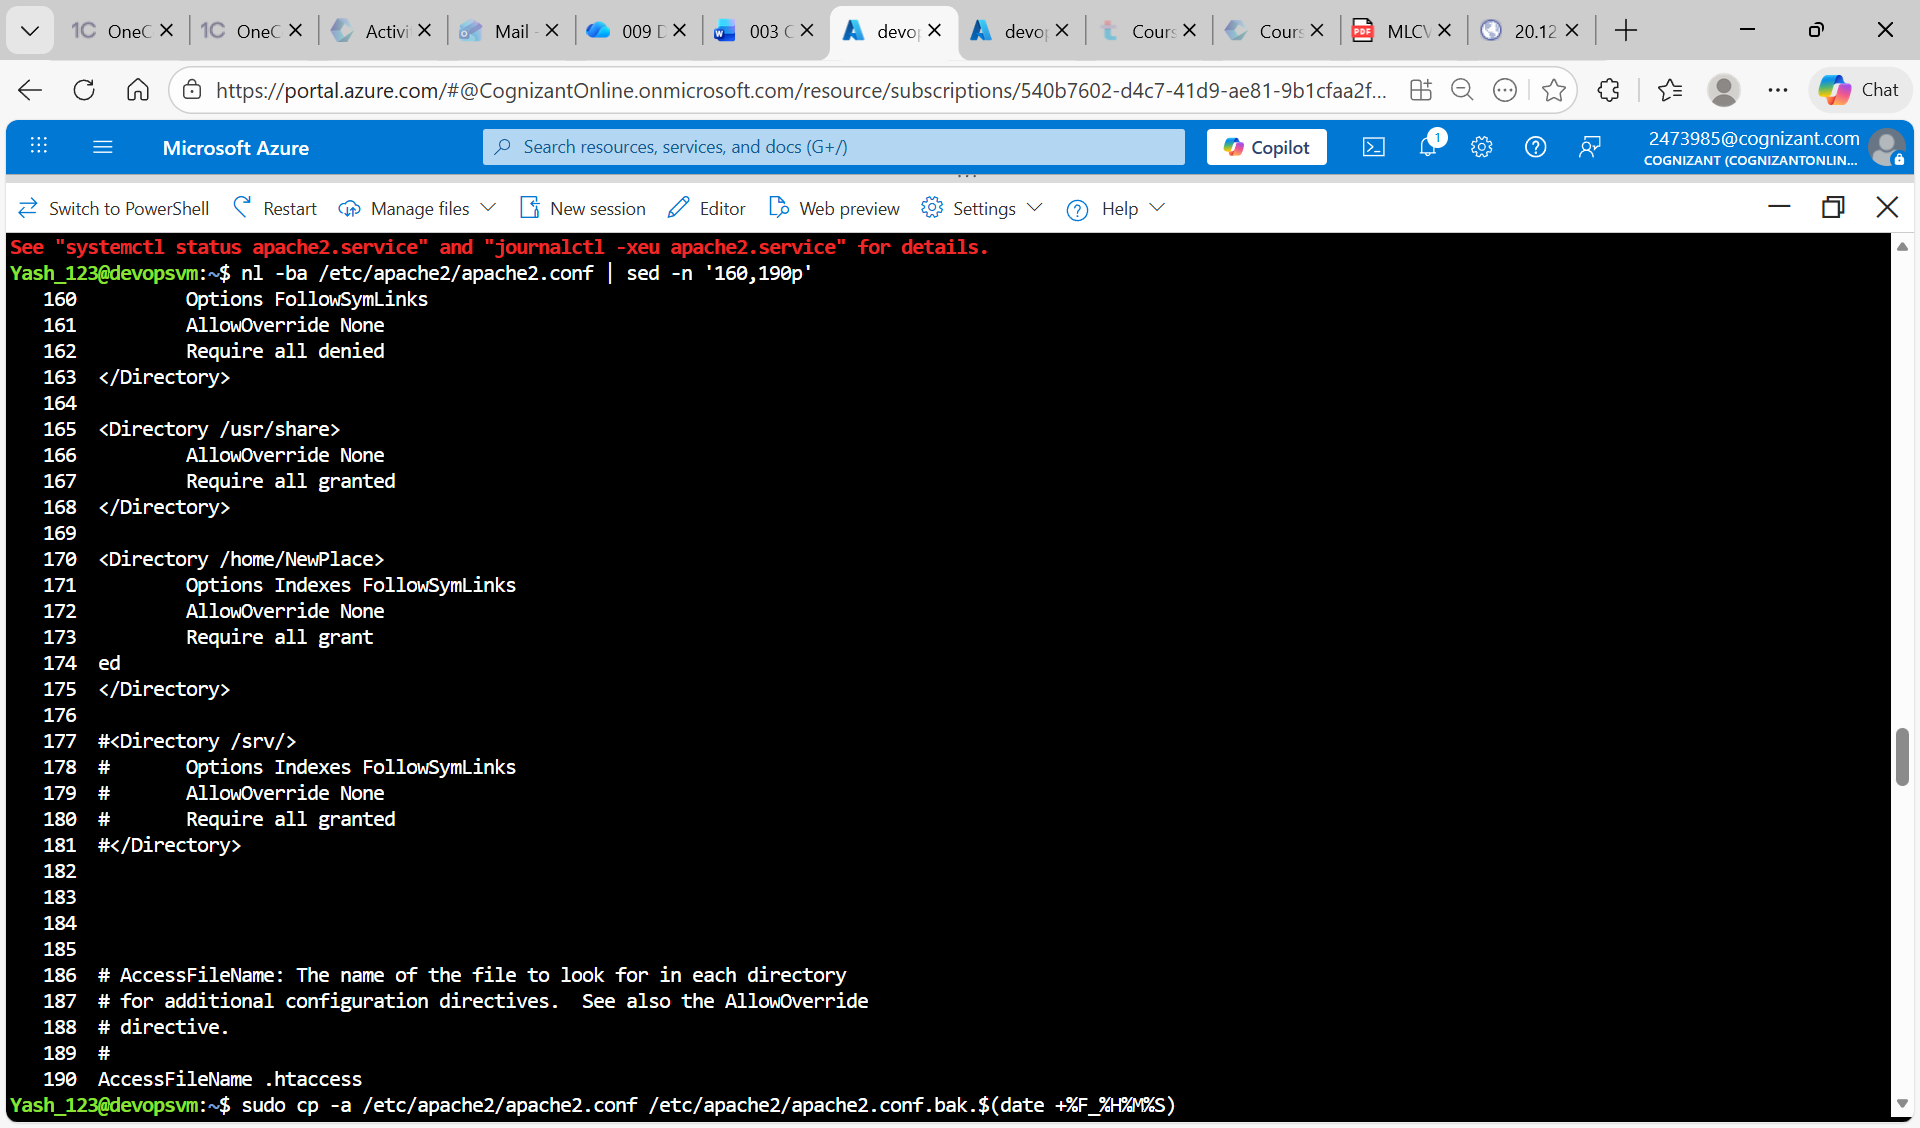 OneC
OneC
Activi
Mail -
009 D
003 C
devop
devop
Cours
Cours
MLCV
20.12
https://portal.azure.com/#@CognizantOnline.onmicrosoft.com/resource/subscriptions/540b7602-d4c7-41d9-ae81-9b1cfaa2f...
Chat
Microsoft Azure
Search resources, services, and docs (G+/)
Copilot
1
2473985@cognizant.com
COGNIZANT (COGNIZANTONLIN...
Switch to PowerShell
Restart
Manage files
New session
Editor
Web preview
Settings
Help
See "systemctl status apache2.service" and "journalctl -xeu apache2.service" for details.
Yash_123@devopsvm:~$ nl -ba /etc/apache2/apache2.conf | sed -n '160,190p'
160 Options FollowSymLinks
161 AllowOverride None
162 Require all denied
163 </Directory>
164
165 <Directory /usr/share>
166 AllowOverride None
167 Require all granted
168 </Directory>
169
170 <Directory /home/NewPlace>
171 Options Indexes FollowSymLinks
172 AllowOverride None
173 Require all grant
174 ed
175 </Directory>
176
177 #<Directory /srv/>
178 # Options Indexes FollowSymLinks
179 # AllowOverride None
180 # Require all granted
181 #</Directory>
182
183
184
185
186 # AccessFileName: The name of the file to look for in each directory
187 # for additional configuration directives.  See also the AllowOverride
188 # directive.
189 #
190 AccessFileName .htaccess
Yash_123@devopsvm:~$ sudo cp -a /etc/apache2/apache2.conf /etc/apache2/apache2.conf.bak.$(date +%F_%H%M%S)